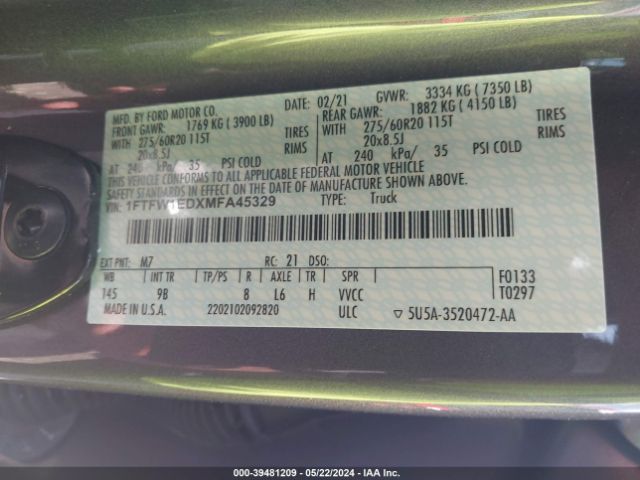 MFD. BY FORD MOTOR CO.
DATE: 02/21 GVWR: 3334 KG ( 7350 LB)
FRONT GAWR: 1769 KG ( 3900 LB) REAR GAWR: 1882 KG ( 4150 LB)
WITH 275/60R20 115T TIRES WITH 275/60R20 115T TIRES
20x8.5J RIMS 20x8.5J RIMS
AT 240 kPa/ 35 PSI COLD AT 240 kPa/ 35 PSI COLD
THIS VEHICLE CONFORMS TO ALL APPLICABLE FEDERAL MOTOR VEHICLE
SAFETY STANDARDS IN EFFECT ON THE DATE OF MANUFACTURE SHOWN ABOVE.
VIN: 1FTFW1EDXMFA45329 TYPE: Truck
EXT PNT: M7 RC: 21 DSO:
WB INT TR TP/PS R AXLE TR SPR F0133
145 9B 8 L6 H VVCC T0297
MADE IN U.S.A. 2202102092820 ULC ▽ 5U5A-3520472-AA
000-39481209 - 05/22/2024 - IAA Inc.